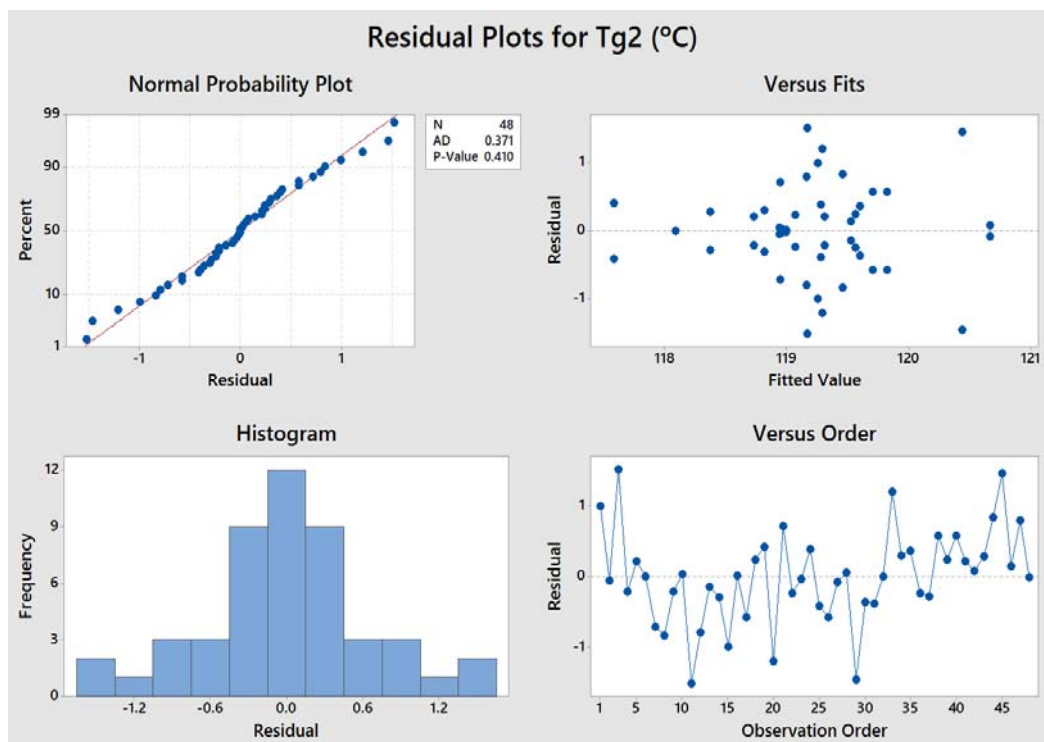 Residual Plots for Tg2 (ºC)
Normal Probability Plot
99
90
50
10
1
Percent
-1
0
1
Residual
N 48
AD 0.371
P-Value 0.410
Versus Fits
1
0
-1
Residual
118
119
120
121
Fitted Value
Histogram
12
9
6
3
0
Frequency
-1.2
-0.6
0.0
0.6
1.2
Residual
Versus Order
1
0
-1
Residual
1
5
10
15
20
25
30
35
40
45
Observation Order